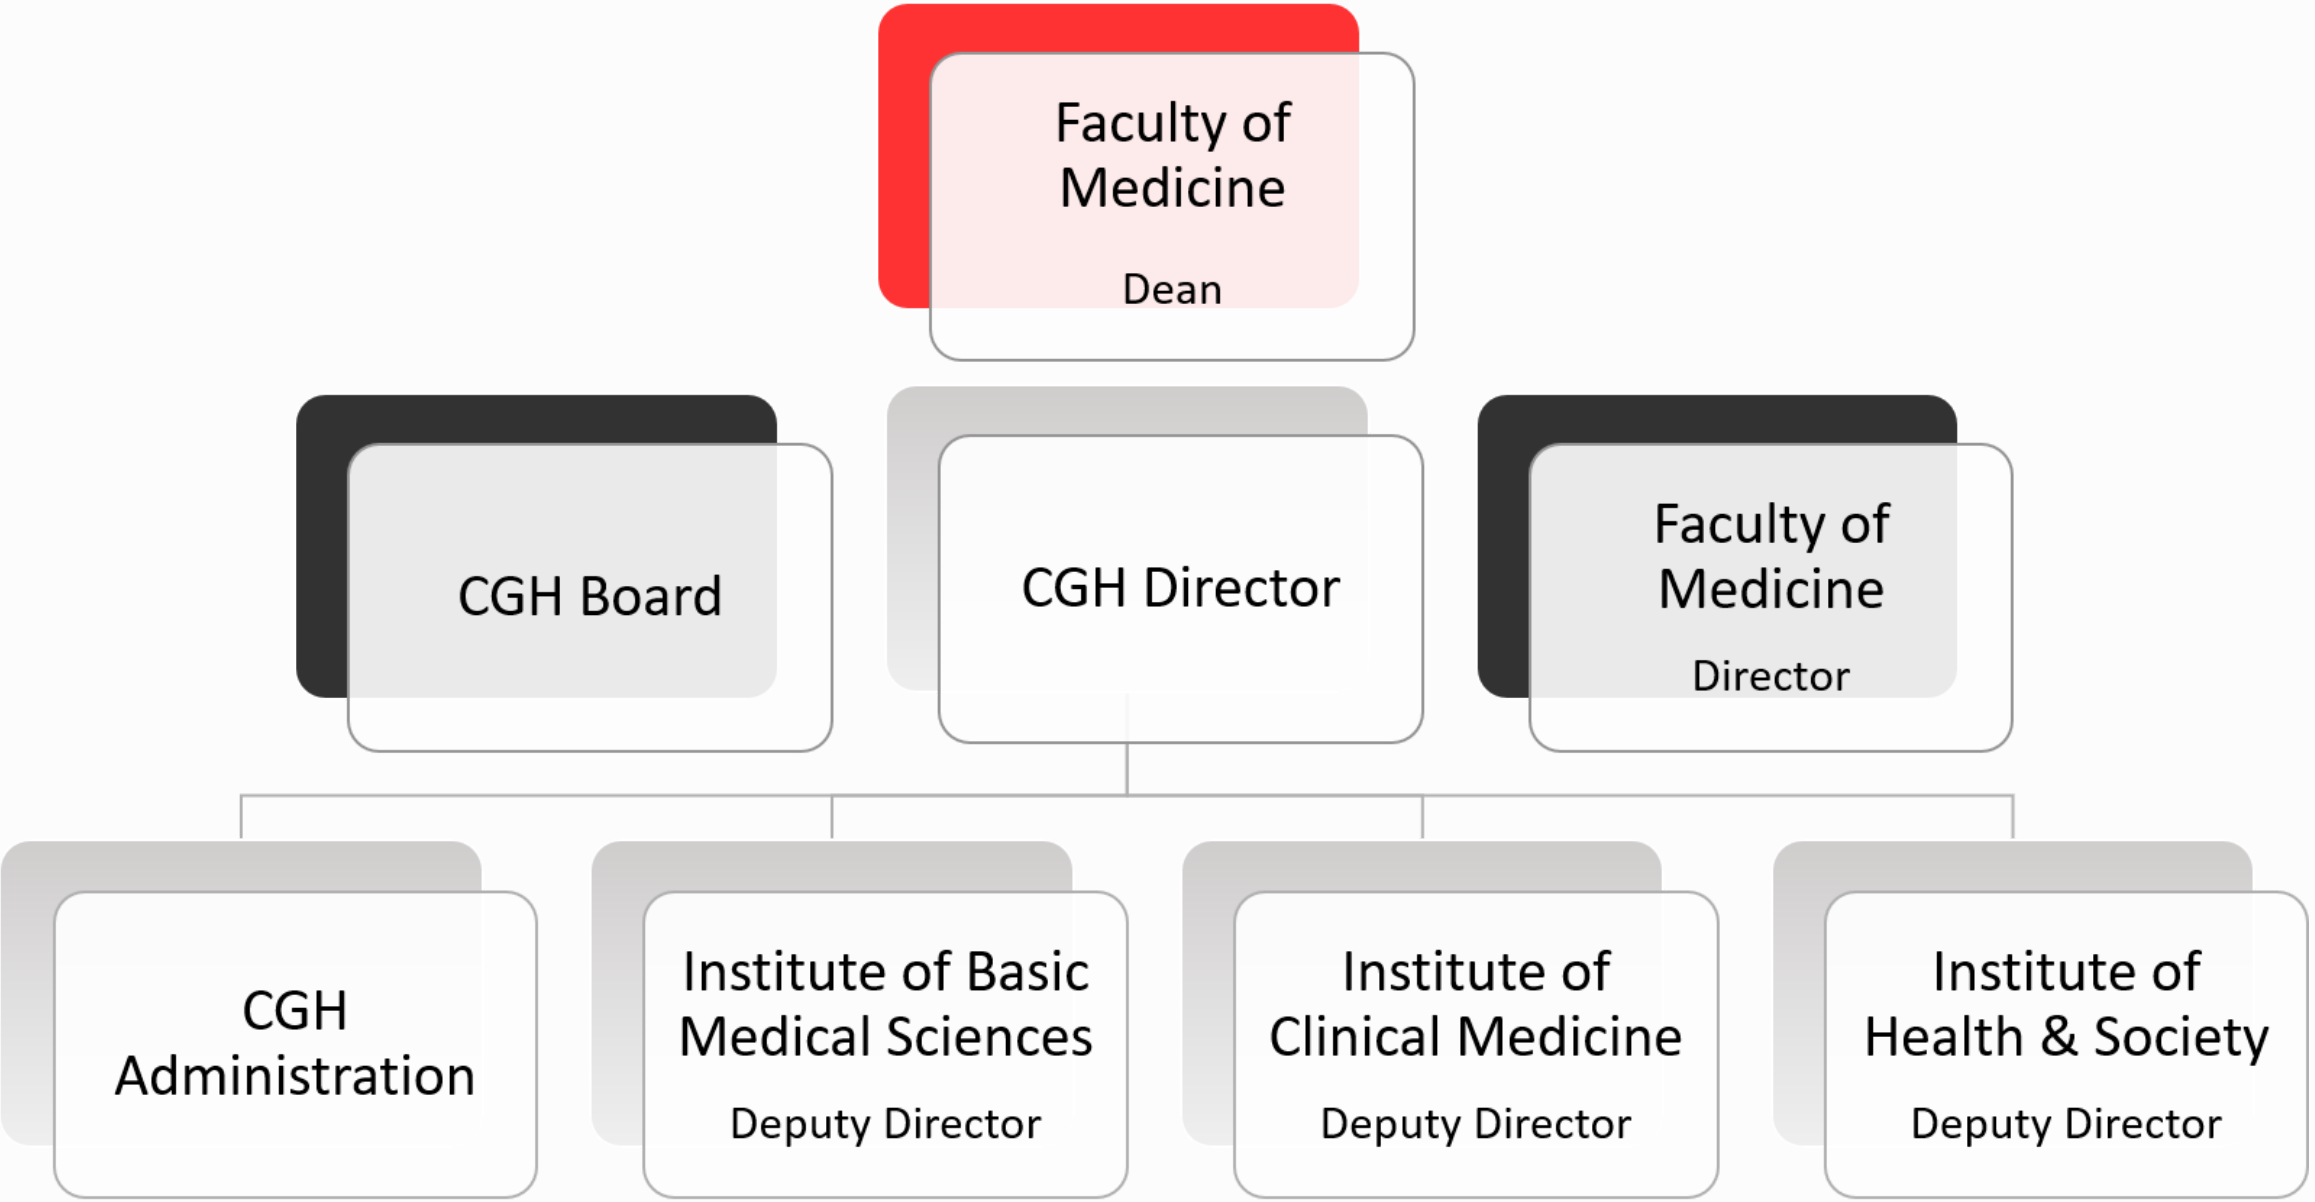 Faculty of
Medicine
Dean
CGH Board
CGH Director
Faculty of
Medicine
Director
CGH
Administration
Institute of Basic
Medical Sciences
Deputy Director
Institute of
Clinical Medicine
Deputy Director
Institute of
Health & Society
Deputy Director